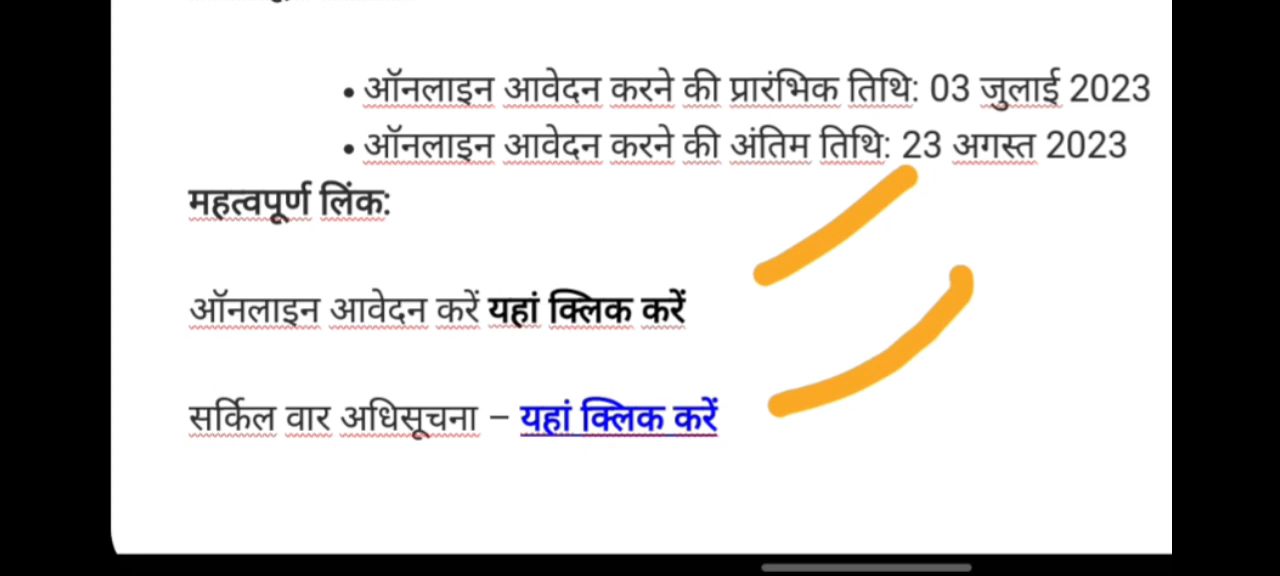 • ऑनलाइन आवेदन करने की प्रारंभिक तिथि: 03 जुलाई 2023
• ऑनलाइन आवेदन करने की अंतिम तिथि: 23 अगस्त 2023
महत्वपूर्ण लिंक:
ऑनलाइन आवेदन करें यहां क्लिक करें
सर्किल वार अधिसूचना – यहां क्लिक करें